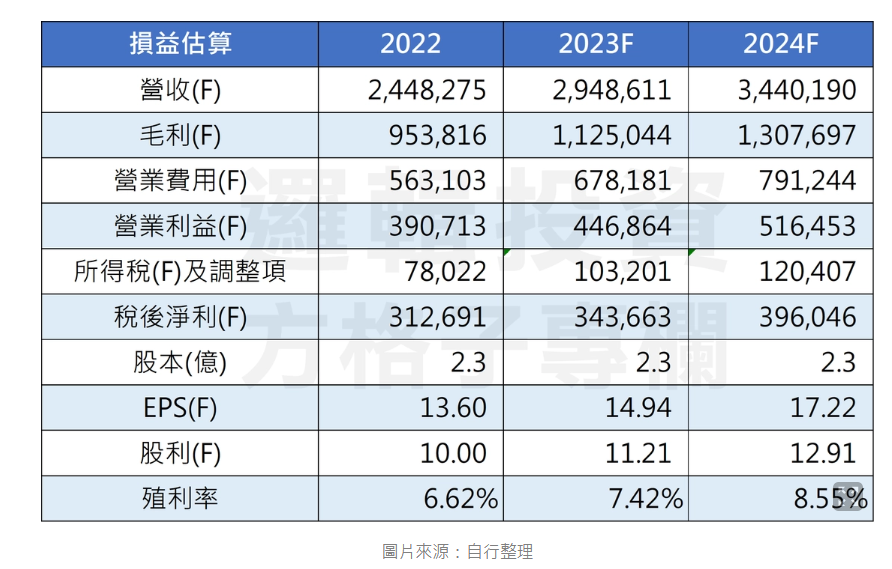 損益估算 2022 2023F 2024F
營收(F) 2,448,275 2,948,611 3,440,190
毛利(F) 953,816 1,125,044 1,307,697
營業費用(F) 563,103 678,181 791,244
營業利益(F) 390,713 446,864 516,453
所得稅(F)及調整項 78,022 103,201 120,407
稅後淨利(F) 312,691 343,663 396,046
股本(億) 2.3 2.3 2.3
EPS(F) 13.60 14.94 17.22
股利(F) 10.00 11.21 12.91
殖利率 6.62% 7.42% 8.55%
邏輯投資
方格子專欄
圖片來源：自行整理